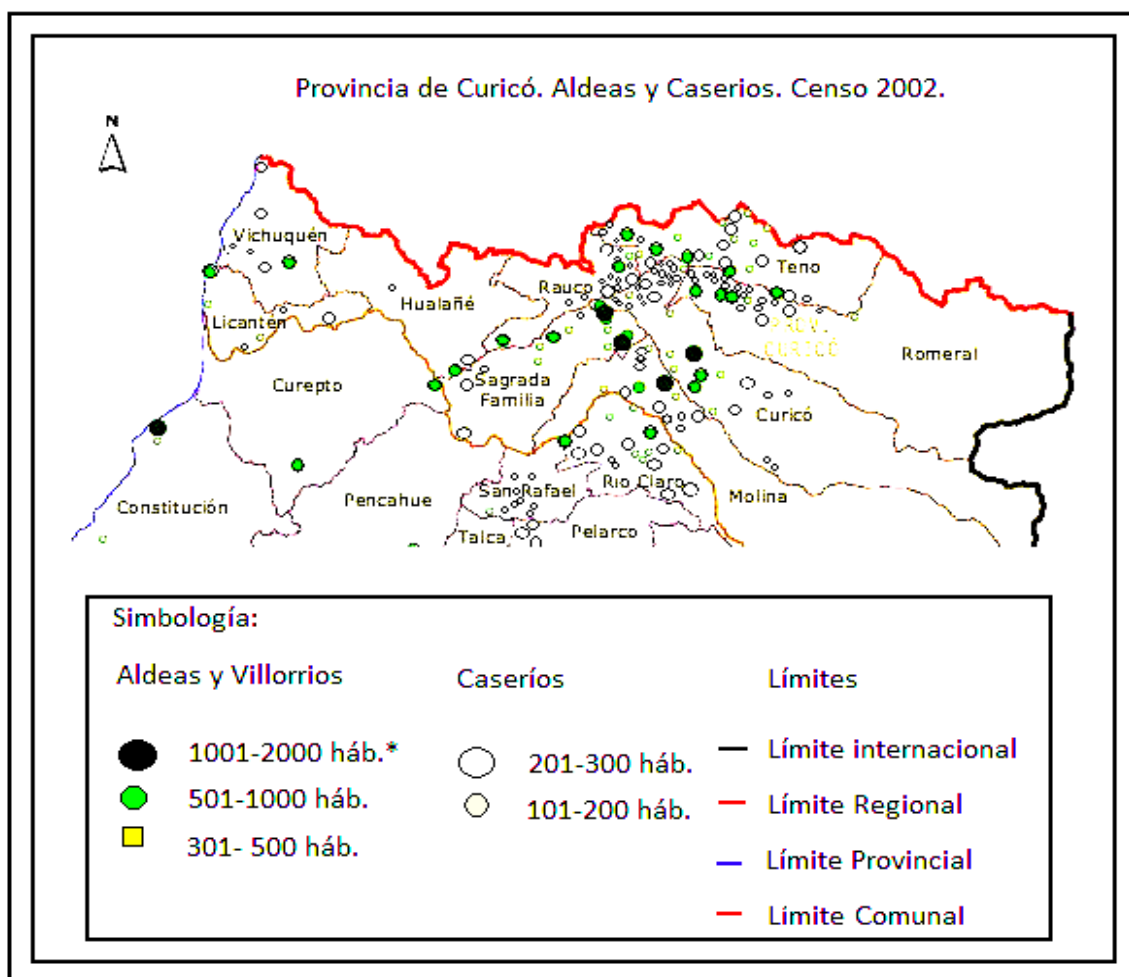 Provincia de Curicó. Aldeas y Caserios. Censo 2002.
N
Vichuquén
Teno
Hualañé
Rauco
Licantén
PROV.
CURICÓ
Romeral
Curepto
Sagrada
Familia
Curicó
Constitución
Pencahue
San Rafael
Rio Claro
Molina
Talca
Pelarco
Simbología:
Aldeas y Villorrios
Caseríos
Límites
1001-2000 háb.*
201-300 háb.
Límite internacional
501-1000 háb.
101-200 háb.
Límite Regional
301- 500 háb.
Límite Provincial
Límite Comunal